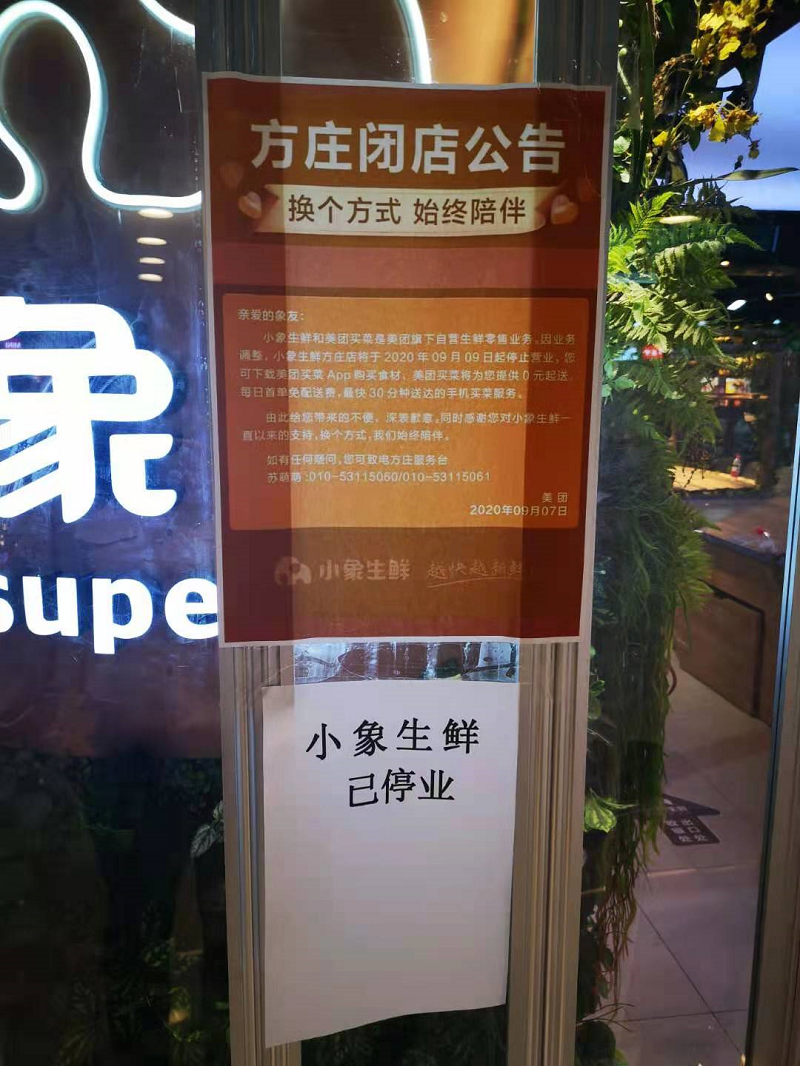 方庄闭店公告
换个方式 始终陪伴
亲爱的象友：
小象生鲜和美团买菜是美团旗下自营生鲜零售业务。因业务
调整，小象生鲜方庄店将于2020年09月09日起停止营业。您
可下载美团买菜App购买食材，美团买菜将为您提供0元起送，
每日首单免配送费，最快30分钟送达的手机买菜服务。
由此给您带来的不便，深表歉意，同时感谢您对小象生鲜一
直以来的支持，换个方式，我们始终陪伴。
如有任何疑问，您可致电方庄服务台
苏萌萌：010-53115060/010-53115061
美团
2020年09月07日
小象生鲜 越快越新鲜
象
supe
小象生鲜
己停业